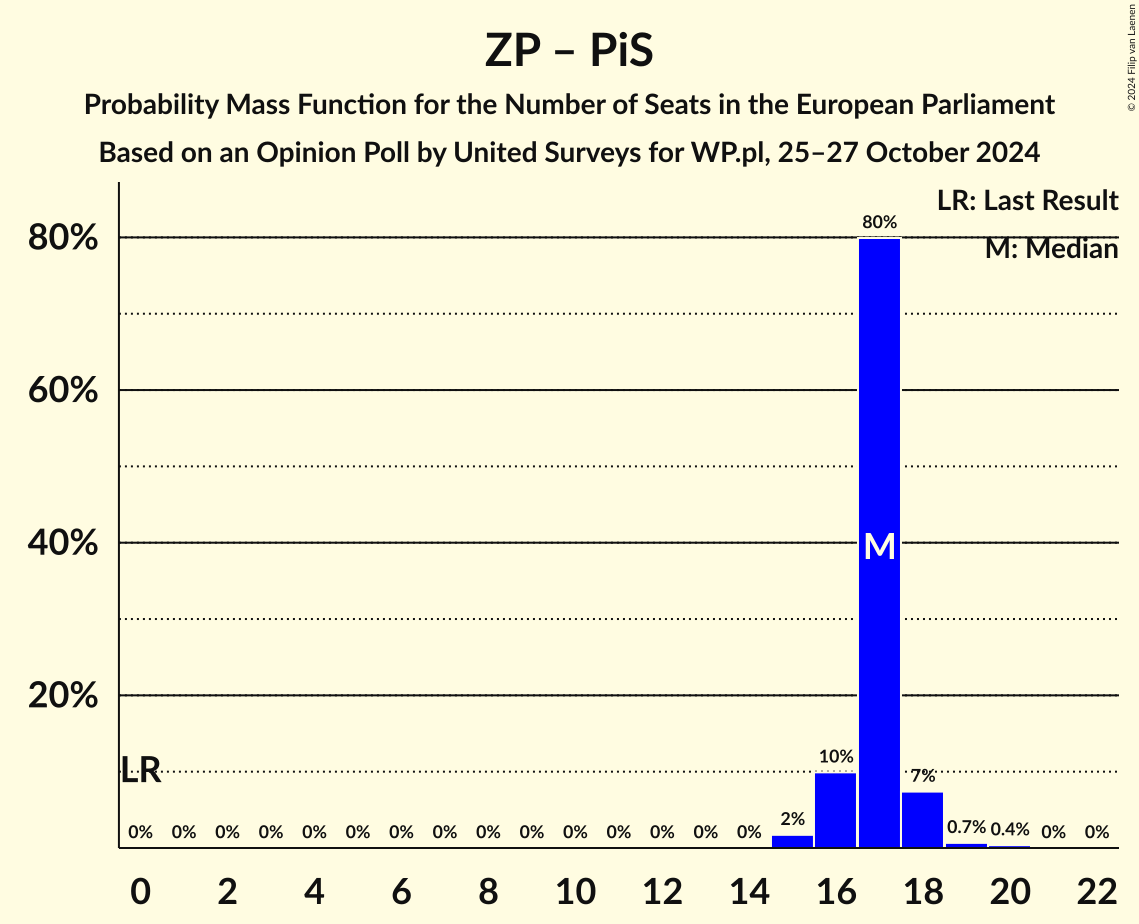 ZP – PiS
Probability Mass Function for the Number of Seats in the European Parliament
Based on an Opinion Poll by United Surveys for WP.pl, 25–27 October 2024
© 2024 Filip van Laenen
LR: Last Result
M: Median
80%
60%
40%
20%
80%
M
LR
10%
7%
2%
0.7%
0.4%
0% 0% 0% 0% 0% 0% 0% 0% 0% 0% 0% 0% 0% 0% 0% 0% 0%
0 2 4 6 8 10 12 14 16 18 20 22